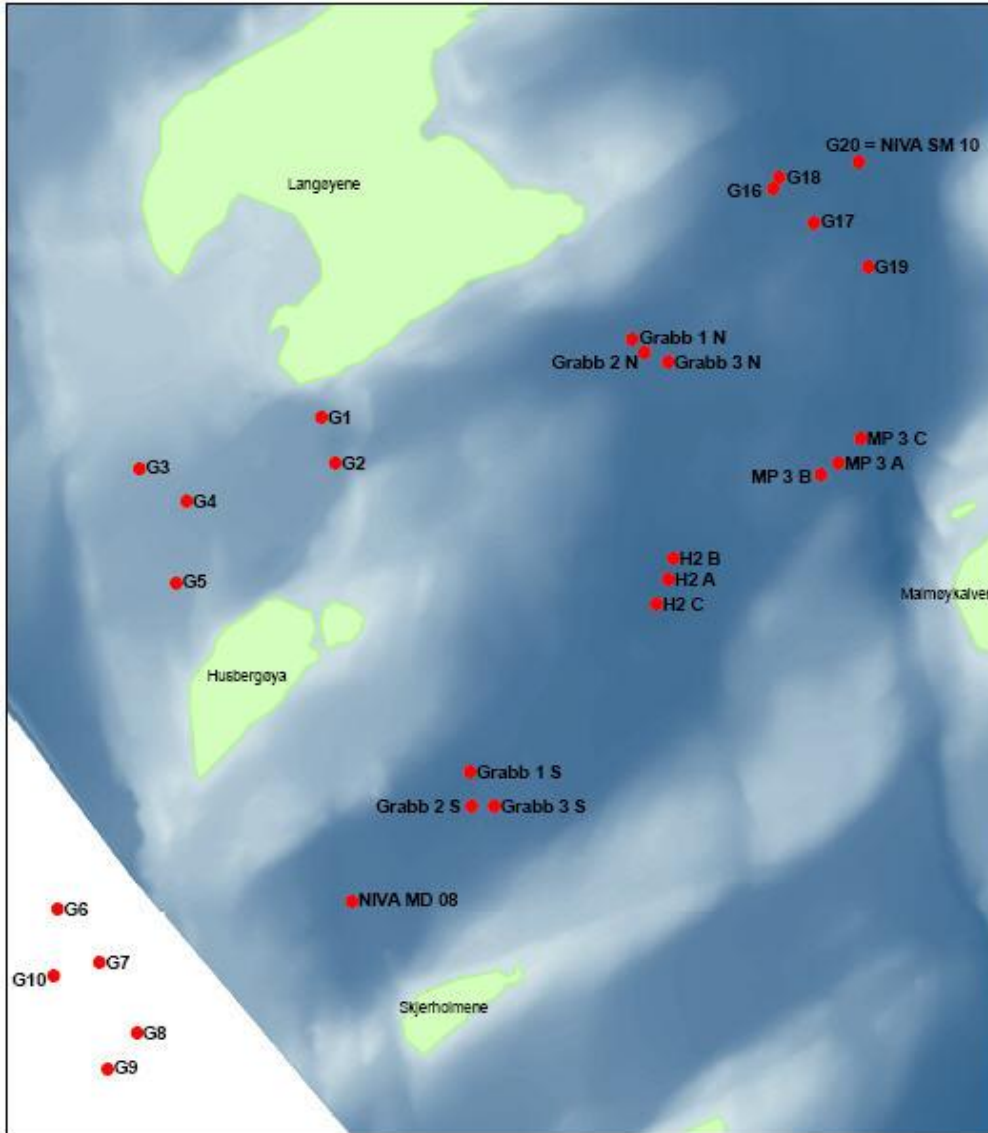 G20 = NIVA SM 10
Langøyene
G18
G16
G17
G19
Grabb 1 N
Grabb 2 N
Grabb 3 N
G1
MP 3 C
G2
MP 3 A
G3
MP 3 B
G4
H2 B
H2 A
G5
Malmøykalven
H2 C
Husbergøya
Grabb 1 S
Grabb 2 S
Grabb 3 S
NIVA MD 08
G6
G7
G10
Skjerholmene
G8
G9